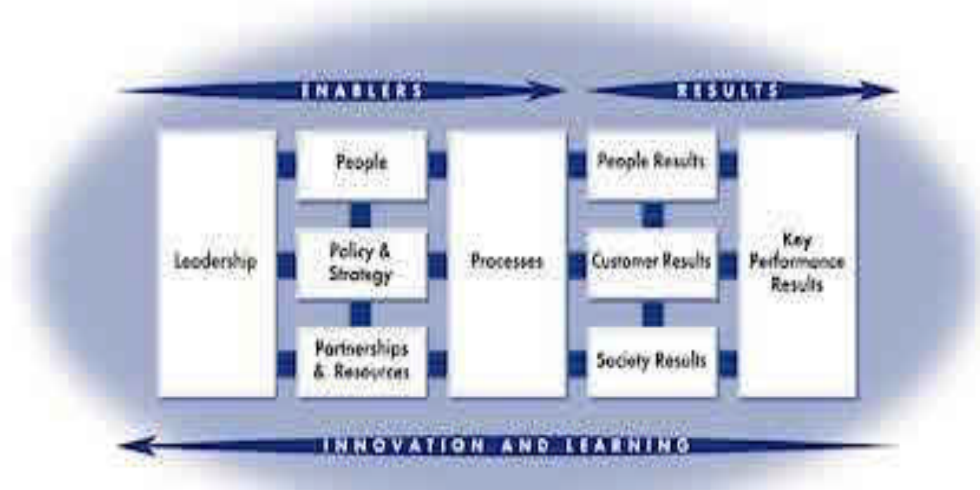 ENABLERS
RESULTS
Leadership
People
Policy &
Strategy
Partnerships
& Resources
Processes
People Results
Customer Results
Society Results
Key
Performance
Results
INNOVATION AND LEARNING